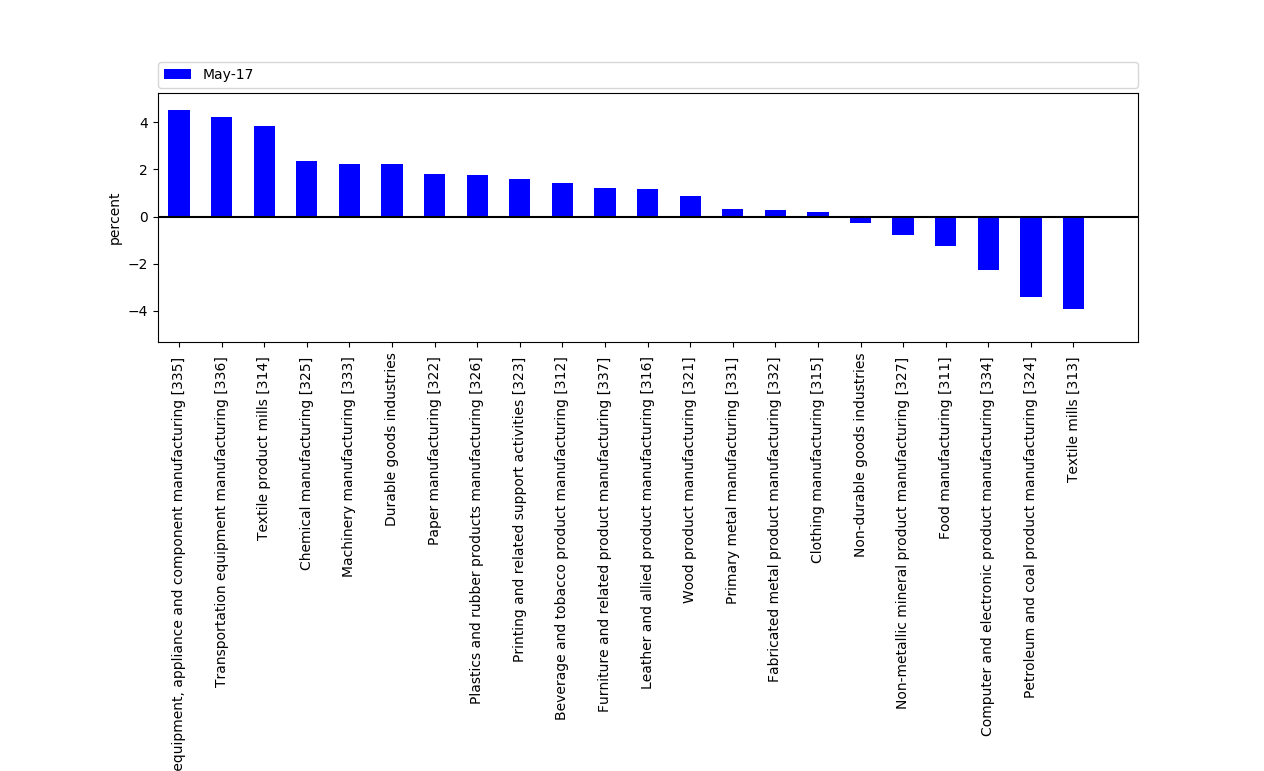 May-17
percent
4
2
0
−2
−4
equipment, appliance and component manufacturing [335]
Transportation equipment manufacturing [336]
Textile product mills [314]
Chemical manufacturing [325]
Machinery manufacturing [333]
Durable goods industries
Paper manufacturing [322]
Plastics and rubber products manufacturing [326]
Printing and related support activities [323]
Beverage and tobacco product manufacturing [312]
Furniture and related product manufacturing [337]
Leather and allied product manufacturing [316]
Wood product manufacturing [321]
Primary metal manufacturing [331]
Fabricated metal product manufacturing [332]
Clothing manufacturing [315]
Non-durable goods industries
Non-metallic mineral product manufacturing [327]
Food manufacturing [311]
Computer and electronic product manufacturing [334]
Petroleum and coal product manufacturing [324]
Textile mills [313]